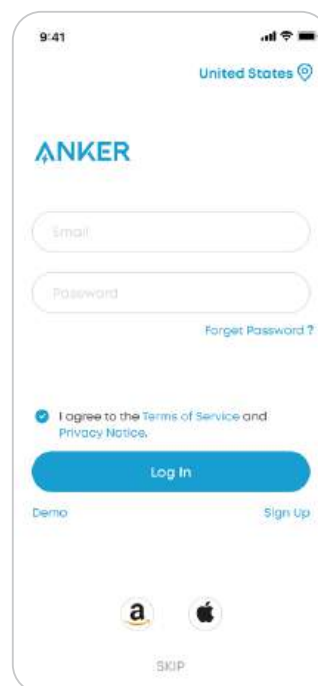 9:41
United States
ANKER
Email
Password
Forget Password ?
I agree to the Terms of Service and
Privacy Notice.
Log In
Demo
Sign Up
a
SKIP